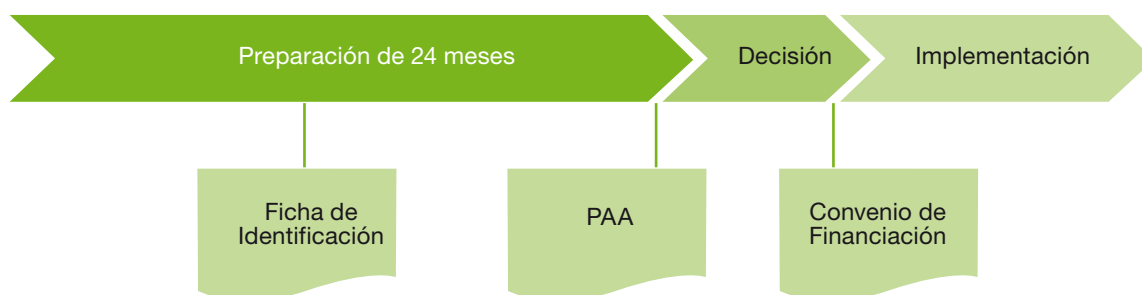 Preparación de 24 meses
Decisión
Implementación
Ficha de
Identificación
PAA
Convenio de
Financiación